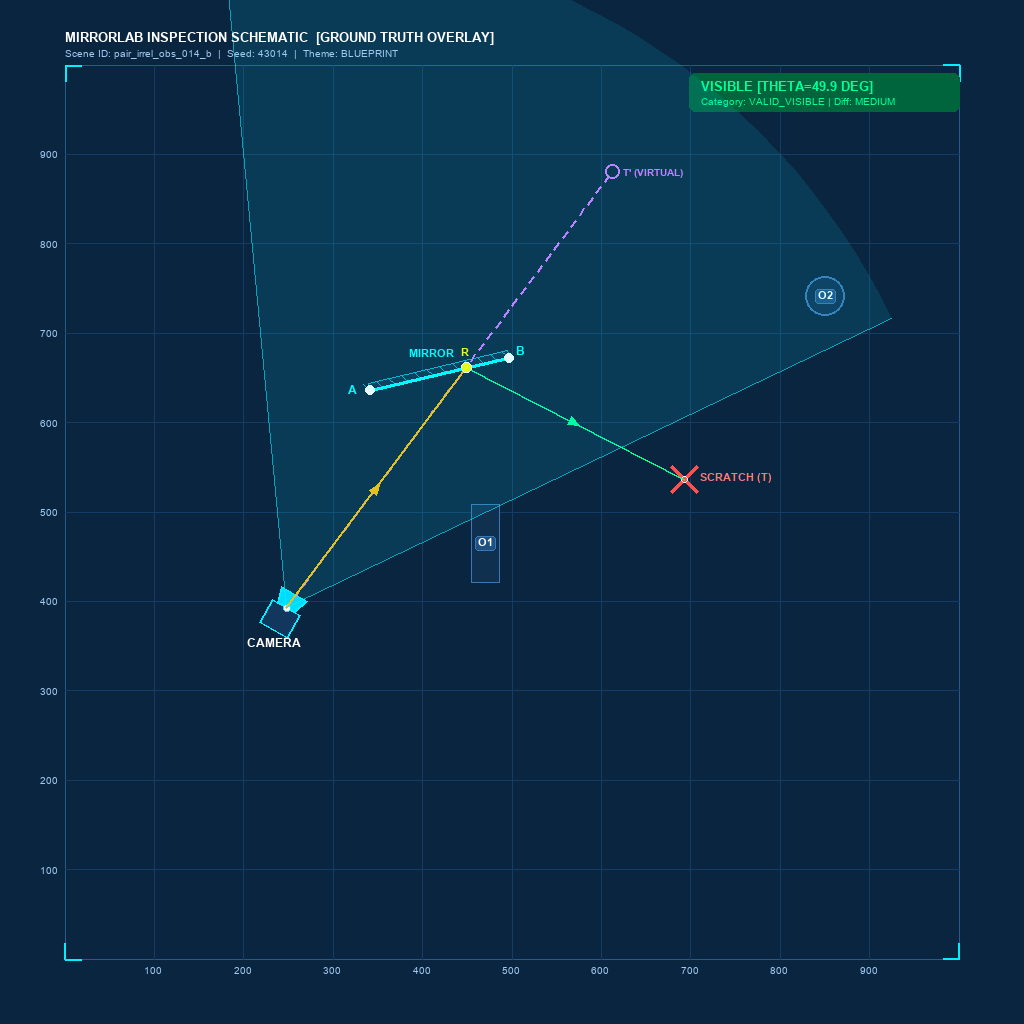 MIRRORLAB INSPECTION SCHEMATIC [GROUND TRUTH OVERLAY]
Scene ID: pair_irrel_obs_014_b | Seed: 43014 | Theme: BLUEPRINT
VISIBLE [THETA=49.9 DEG]
Category: VALID_VISIBLE | Diff: MEDIUM
900
T' (VIRTUAL)
800
O2
700
MIRROR R
B
A
600
SCRATCH (T)
500
O1
400
CAMERA
300
200
100
100 200 300 400 500 600 700 800 900